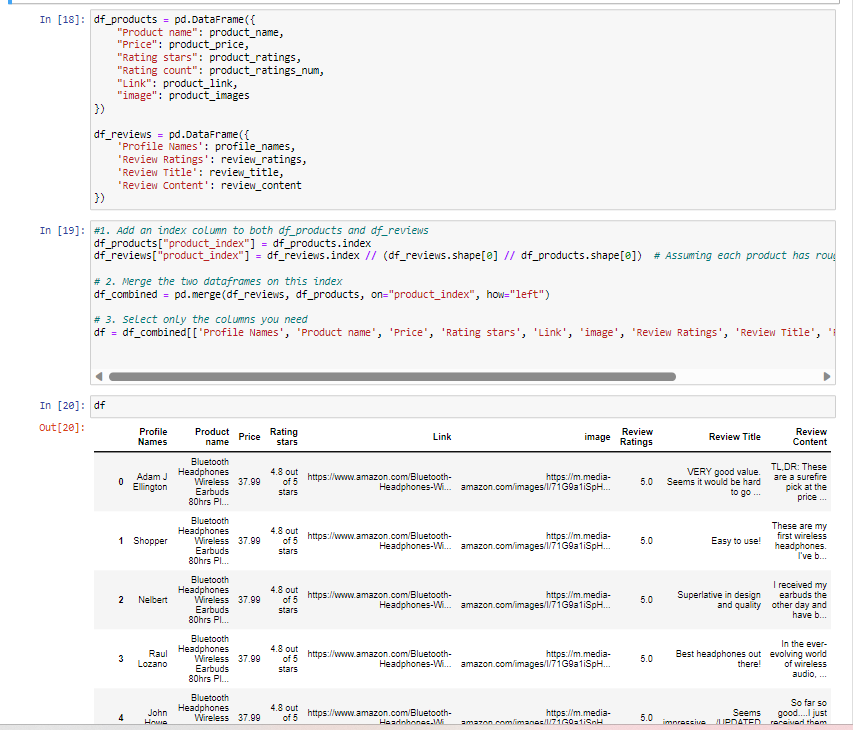 In [18]: df_products = pd.DataFrame({
"Product name": product_name,
"Price": product_price,
"Rating stars": product_ratings,
"Rating count": product_ratings_num,
"Link": product_link,
"image": product_images
})
df_reviews = pd.DataFrame({
'Profile Names': profile_names,
'Review Ratings': review_ratings,
'Review Title': review_title,
'Review Content': review_content
})
In [19]: #1. Add an index column to both df_products and df_reviews
df_products["product_index"] = df_products.index
df_reviews["product_index"] = df_reviews.index // (df_reviews.shape[0] // df_products.shape[0])  # Assuming each product has
# 2. Merge the two dataframes on this index
df_combined = pd.merge(df_reviews, df_products, on="product_index", how="left")
# 3. Select only the columns you need
df = df_combined[['Profile Names', 'Product name', 'Price', 'Rating stars', 'Link', 'image', 'Review Ratings', 'Review Title',
In [20]: df
Out[20]:
Profile Names Product name Price Rating stars Link image Review Ratings Review Title Review Content
0 Adam J Ellington Bluetooth Headphones Wireless Earbuds 80hrs Pl... 37.99 4.8 out of 5 stars https://www.amazon.com/Bluetooth-Headphones-Wi... https://m.media-amazon.com/images/I/71G9a1iSpH... 5.0 VERY good value. Seems it would be hard to go ... TL,DR: These are a surefire pick at the price ...
1 Shopper Bluetooth Headphones Wireless Earbuds 80hrs Pl... 37.99 4.8 out of 5 stars https://www.amazon.com/Bluetooth-Headphones-Wi... https://m.media-amazon.com/images/I/71G9a1iSpH... 5.0 Easy to use! These are my first wireless headphones. I've b...
2 Nelbert Bluetooth Headphones Wireless Earbuds 80hrs Pl... 37.99 4.8 out of 5 stars https://www.amazon.com/Bluetooth-Headphones-Wi... https://m.media-amazon.com/images/I/71G9a1iSpH... 5.0 Superlative in design and quality I received my earbuds the other day and have b...
3 Raul Lozano Bluetooth Headphones Wireless Earbuds 80hrs Pl... 37.99 4.8 out of 5 stars https://www.amazon.com/Bluetooth-Headphones-Wi... https://m.media-amazon.com/images/I/71G9a1iSpH... 5.0 Best headphones out there! In the ever-evolving world of wireless audio, ...
4 John Howe Bluetooth Headphones Wireless 37.99 4.8 out of 5 https://www.amazon.com/Bluetooth-Headphones-Wi... https://m.media-amazon.com/images/I/71G9a1iSpH... 5.0 Seems impressive... (UPDATED So far so good....I just received them